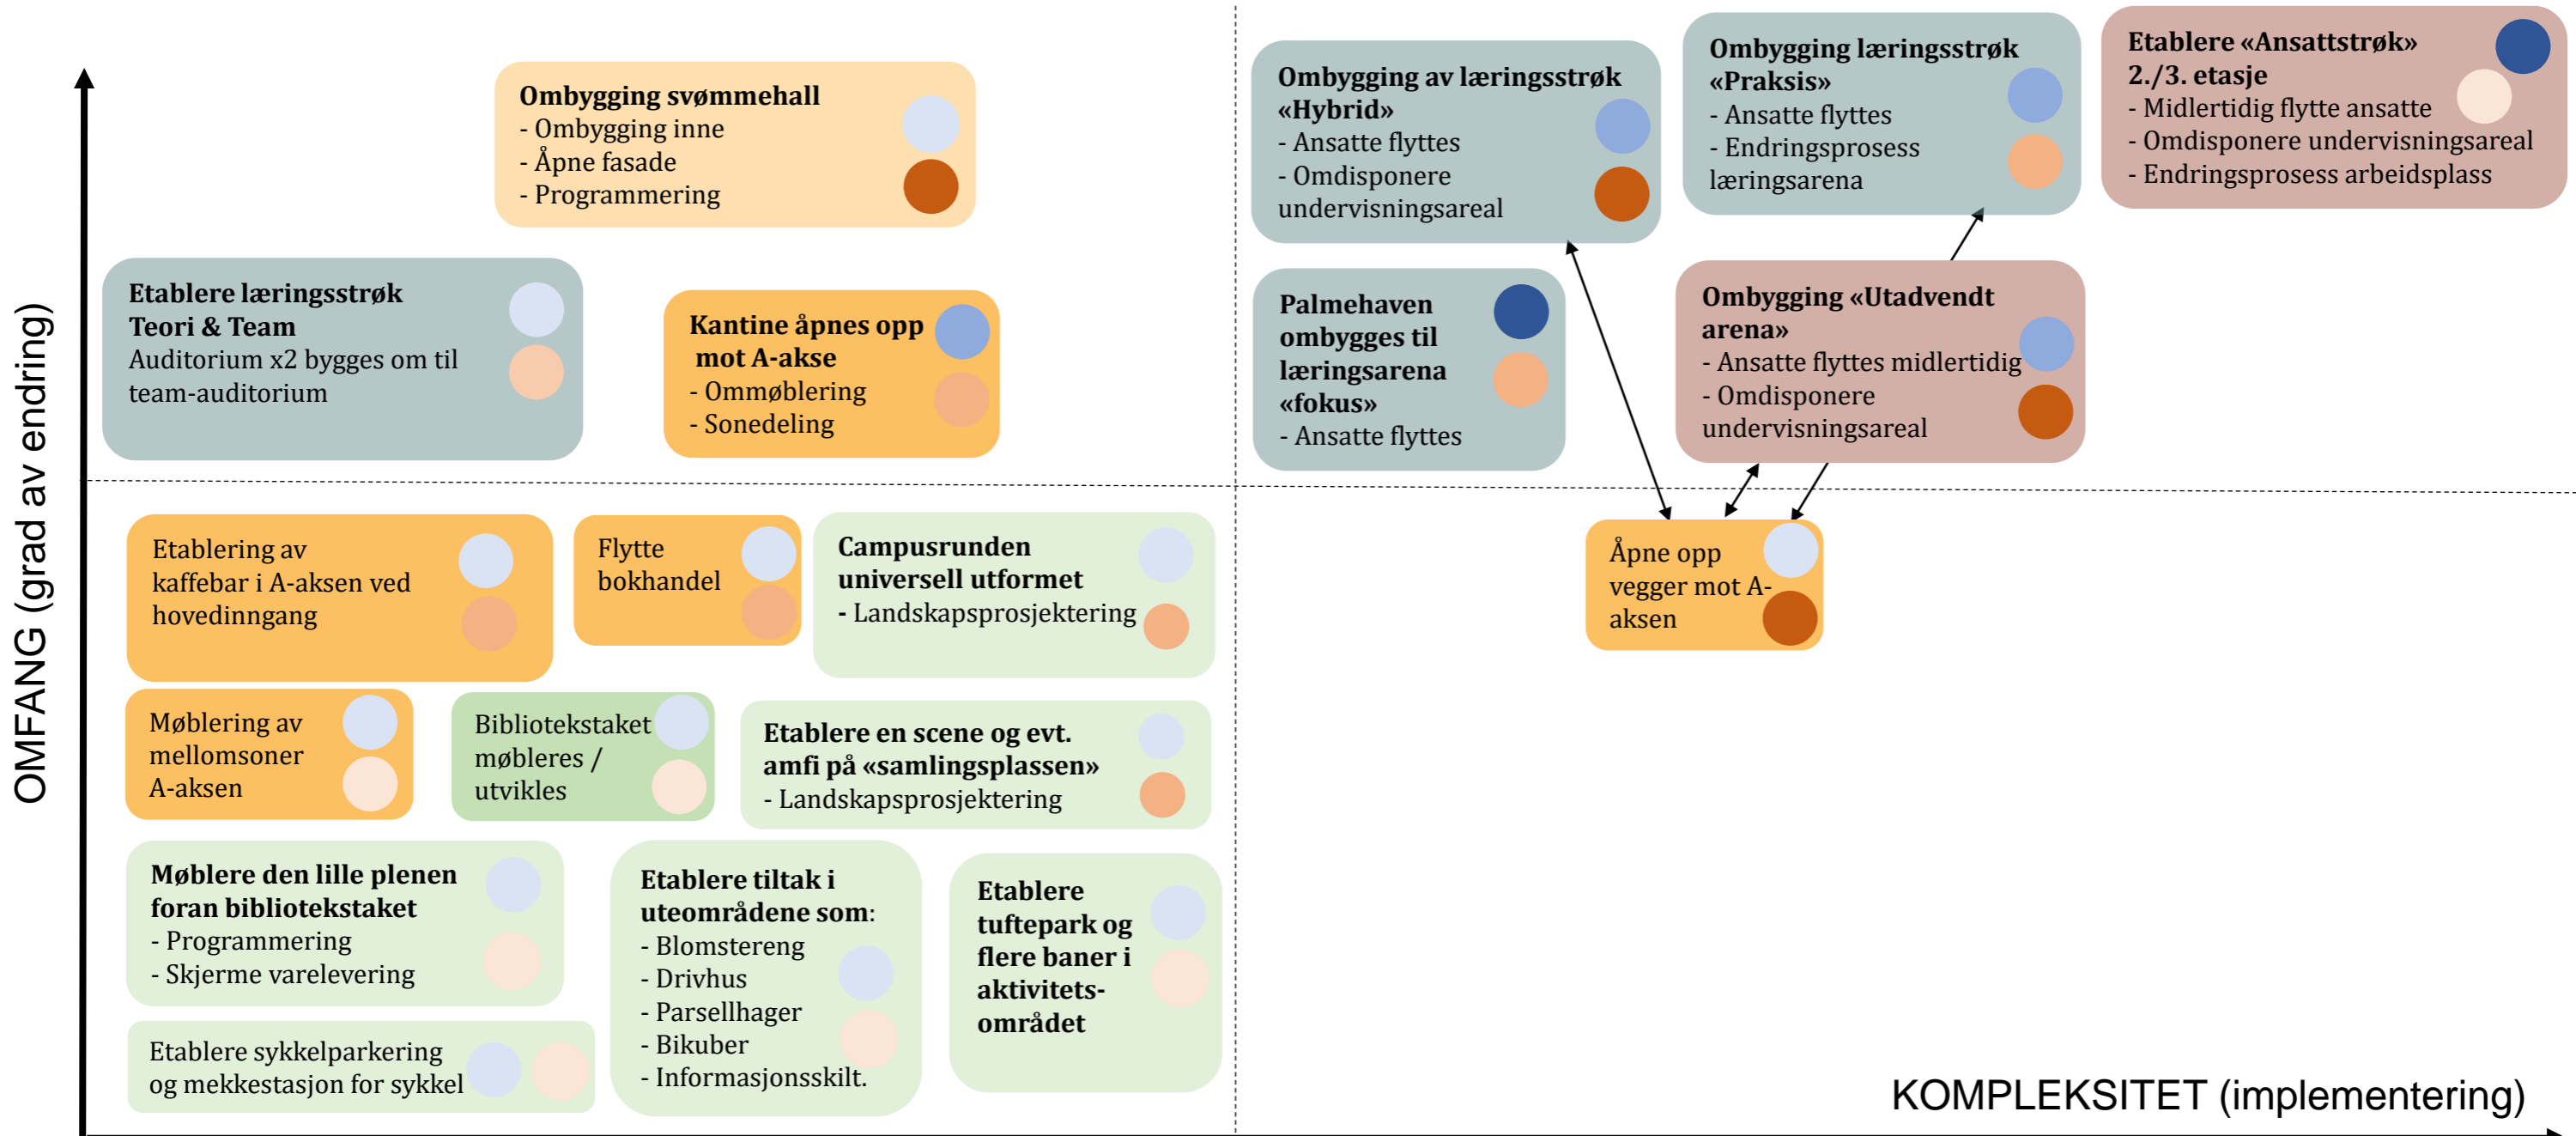 OMFANG (grad av endring)
Ombygging svømmehall
- Ombygging inne
- Åpne fasade
- Programmering
Etablere læringsstrøk
Teori & Team
Auditorium x2 bygges om til
team-auditorium
Kantine åpnes opp
mot A-akse
- Ommøblering
- Sonedeling
Ombygging av læringsstrøk
«Hybrid»
- Ansatte flyttes
- Omdisponere
undervisningsareal
Ombygging læringsstrøk
«Praksis»
- Ansatte flyttes
- Endringsprosess
læringsarena
Etablere «Ansattstrøk»
2./3. etasje
- Midlertidig flytte ansatte
- Omdisponere undervisningsareal
- Endringsprosess arbeidsplass
Palmehaven
ombygges til
læringsarena
«fokus»
- Ansatte flyttes
Ombygging «Utadvendt
arena»
- Ansatte flyttes midlertidig
- Omdisponere
undervisningsareal
Etablering av
kaffebar i A-aksen ved
hovedinngang
Flytte
bokhandel
Campusrunden
universell utformet
- Landskapsprosjektering
Åpne opp
vegger mot A-
aksen
Møblering av
mellomsoner
A-aksen
Bibliotekstaket
møbleres /
utvikles
Etablere en scene og evt.
amfi på «samlingsplassen»
- Landskapsprosjektering
Møblere den lille plenen
foran bibliotekstaket
- Programmering
- Skjerme varelevering
Etablere tiltak i
uteområdene som:
- Blomstereng
- Drivhus
- Parsellhager
- Bikuber
- Informasjonsskilt.
Etablere
tuftepark og
flere baner i
aktivitets-
området
Etablere sykkelparkering
og mekkestasjon for sykkel
KOMPLEKSITET (implementering)